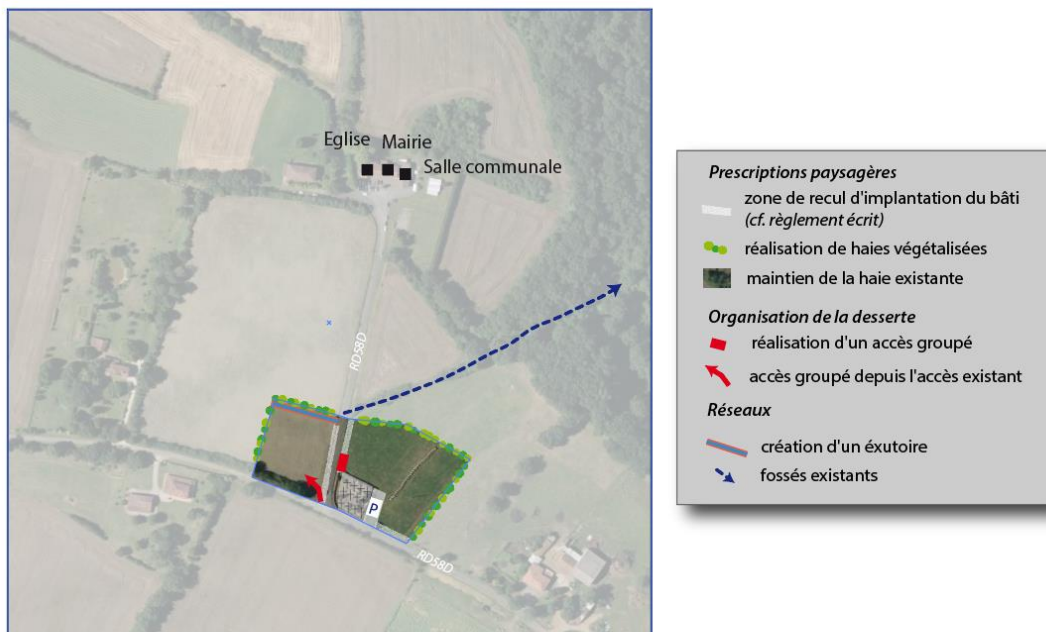 Eglise
Mairie
Salle communale
RD58D
P
RD58D
Prescriptions paysagères
zone de recul d'implantation du bâti
(cf. règlement écrit)
réalisation de haies végétalisées
maintien de la haie existante
Organisation de la desserte
réalisation d'un accès groupé
accès groupé depuis l'accès existant
Réseaux
création d'un éxutoire
fossés existants